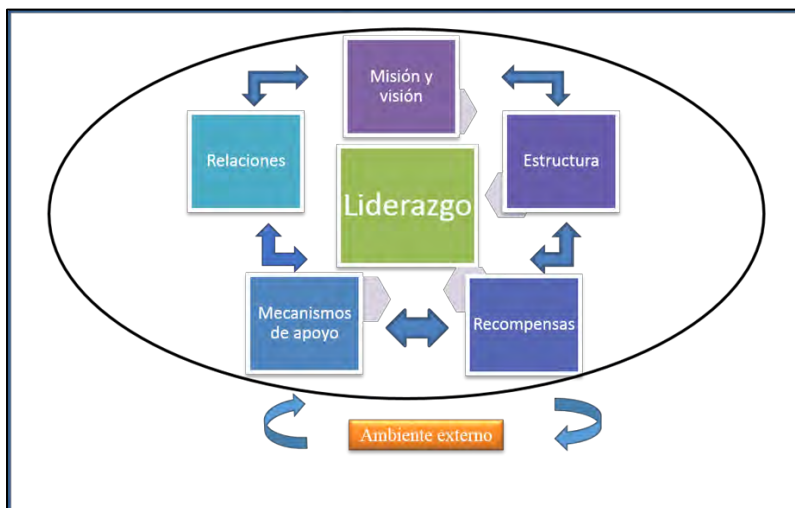 Misión y
visión
Relaciones
Estructura
Liderazgo
Mecanismos
de apoyo
Recompensas
Ambiente externo